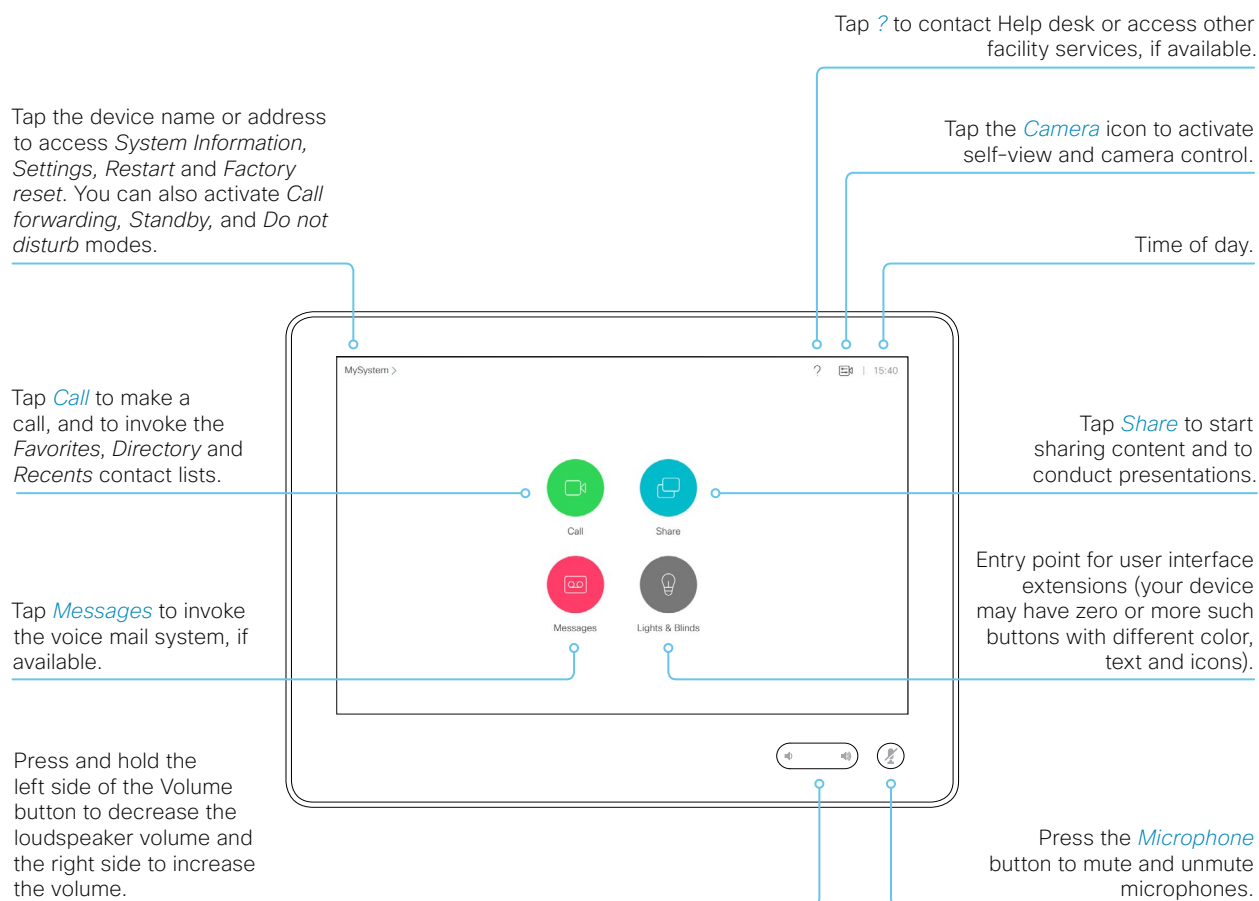 Tap ? to contact Help desk or access other
facility services, if available.
Tap the device name or address
to access System Information,
Settings, Restart and Factory
reset. You can also activate Call
forwarding, Standby, and Do not
disturb modes.
Tap the Camera icon to activate
self-view and camera control.
Time of day.
MySystem >
? | 15:40
Tap Call to make a
call, and to invoke the
Favorites, Directory and
Recents contact lists.
Tap Share to start
sharing content and to
conduct presentations.
Call
Share
Messages
Lights & Blinds
Tap Messages to invoke
the voice mail system, if
available.
Entry point for user interface
extensions (your device
may have zero or more such
buttons with different color,
text and icons).
Press and hold the
left side of the Volume
button to decrease the
loudspeaker volume and
the right side to increase
the volume.
Press the Microphone
button to mute and unmute
microphones.